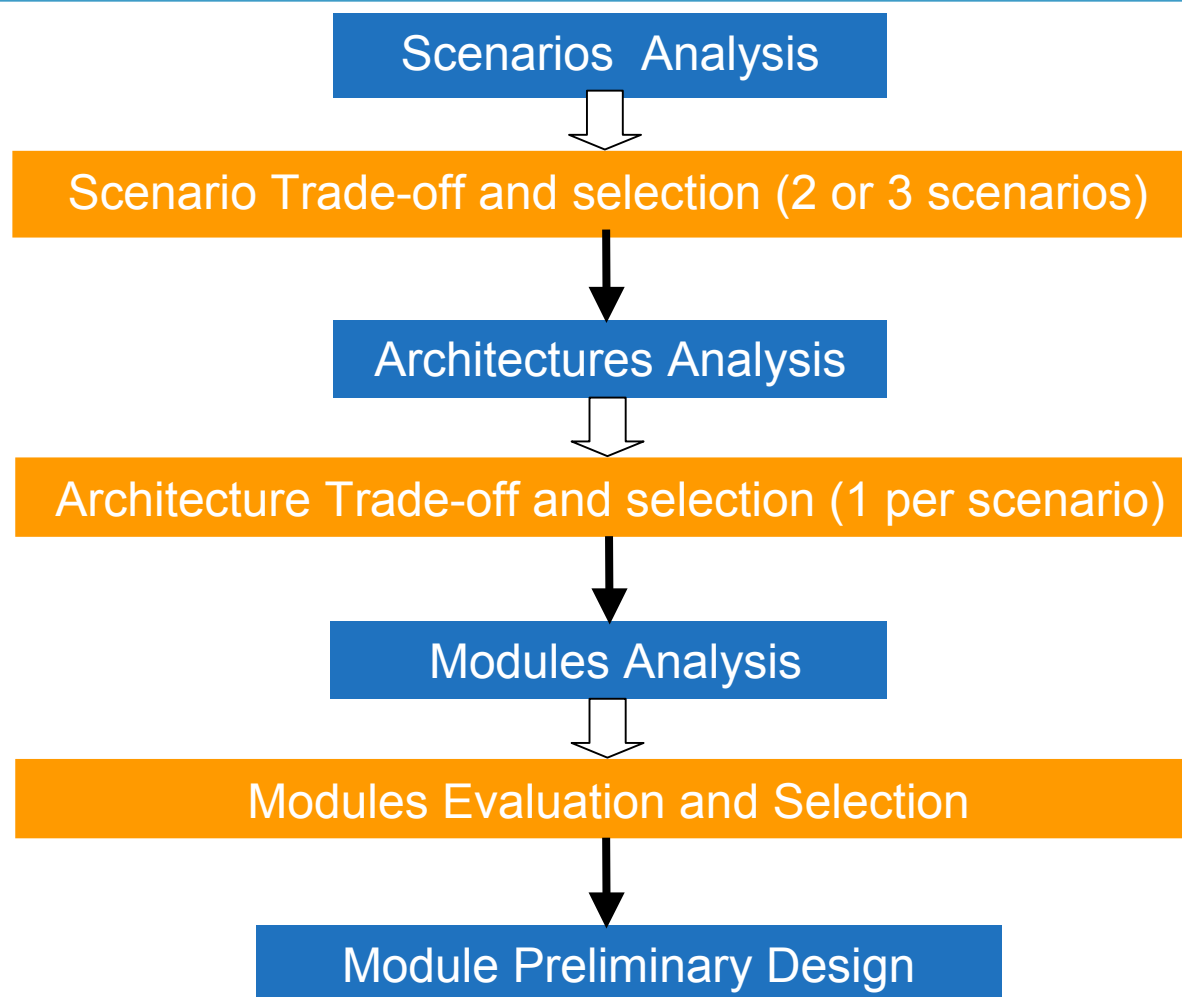 Scenarios  Analysis
Scenario Trade-off and selection (2 or 3 scenarios)
Architectures Analysis
Architecture Trade-off and selection (1 per scenario)
Modules Analysis
Modules Evaluation and Selection
Module Preliminary Design